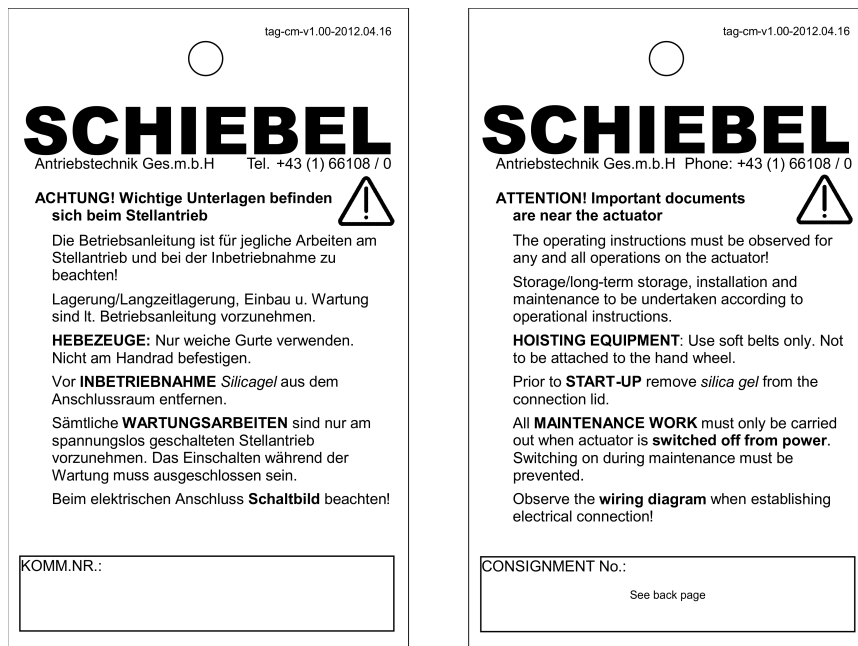 tag-cm-v1.00-2012.04.16
SCHIEBEL
Antriebstechnik Ges.m.b.H Tel. +43 (1) 66108 / 0
ACHTUNG! Wichtige Unterlagen befinden
sich beim Stellantrieb
Die Betriebsanleitung ist für jegliche Arbeiten am
Stellantrieb und bei der Inbetriebnahme zu
beachten!
Lagerung/Langzeitlagerung, Einbau u. Wartung
sind lt. Betriebsanleitung vorzunehmen.
HEBEZEUGE: Nur weiche Gurte verwenden.
Nicht am Handrad befestigen.
Vor INBETRIEBNAHME Silicagel aus dem
Anschlussraum entfernen.
Sämtliche WARTUNGSARBEITEN sind nur am
spannungslos geschalteten Stellantrieb
vorzunehmen. Das Einschalten während der
Wartung muss ausgeschlossen sein.
Beim elektrischen Anschluss Schaltbild beachten!
KOMM.NR.:
tag-cm-v1.00-2012.04.16
SCHIEBEL
Antriebstechnik Ges.m.b.H Phone: +43 (1) 66108 / 0
ATTENTION! Important documents
are near the actuator
The operating instructions must be observed for
any and all operations on the actuator!
Storage/long-term storage, installation and
maintenance to be undertaken according to
operational instructions.
HOISTING EQUIPMENT: Use soft belts only. Not
to be attached to the hand wheel.
Prior to START-UP remove silica gel from the
connection lid.
All MAINTENANCE WORK must only be carried
out when actuator is switched off from power.
Switching on during maintenance must be
prevented.
Observe the wiring diagram when establishing
electrical connection!
CONSIGNMENT No.:
See back page